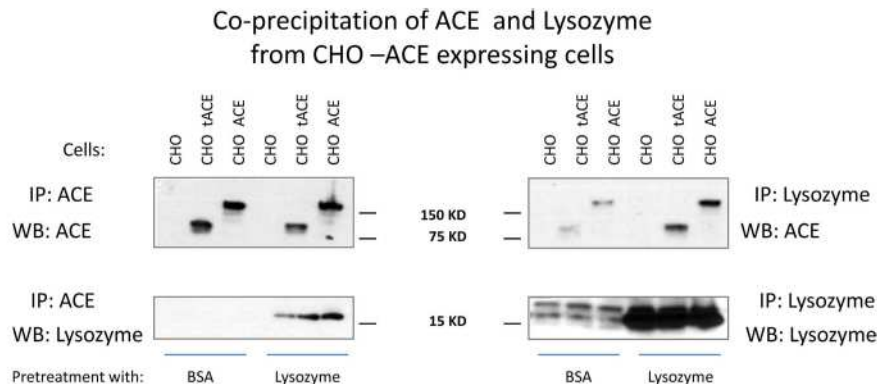 Co-precipitation of ACE and Lysozyme
from CHO –ACE expressing cells
Cells: CHO CHO tACE CHO ACE CHO CHO tACE CHO ACE CHO CHO tACE CHO ACE CHO CHO tACE CHO ACE
IP: ACE 150 KD IP: Lysozyme
WB: ACE 75 KD WB: ACE
IP: ACE IP: Lysozyme
WB: Lysozyme 15 KD WB: Lysozyme
Pretreatment with: BSA Lysozyme BSA Lysozyme